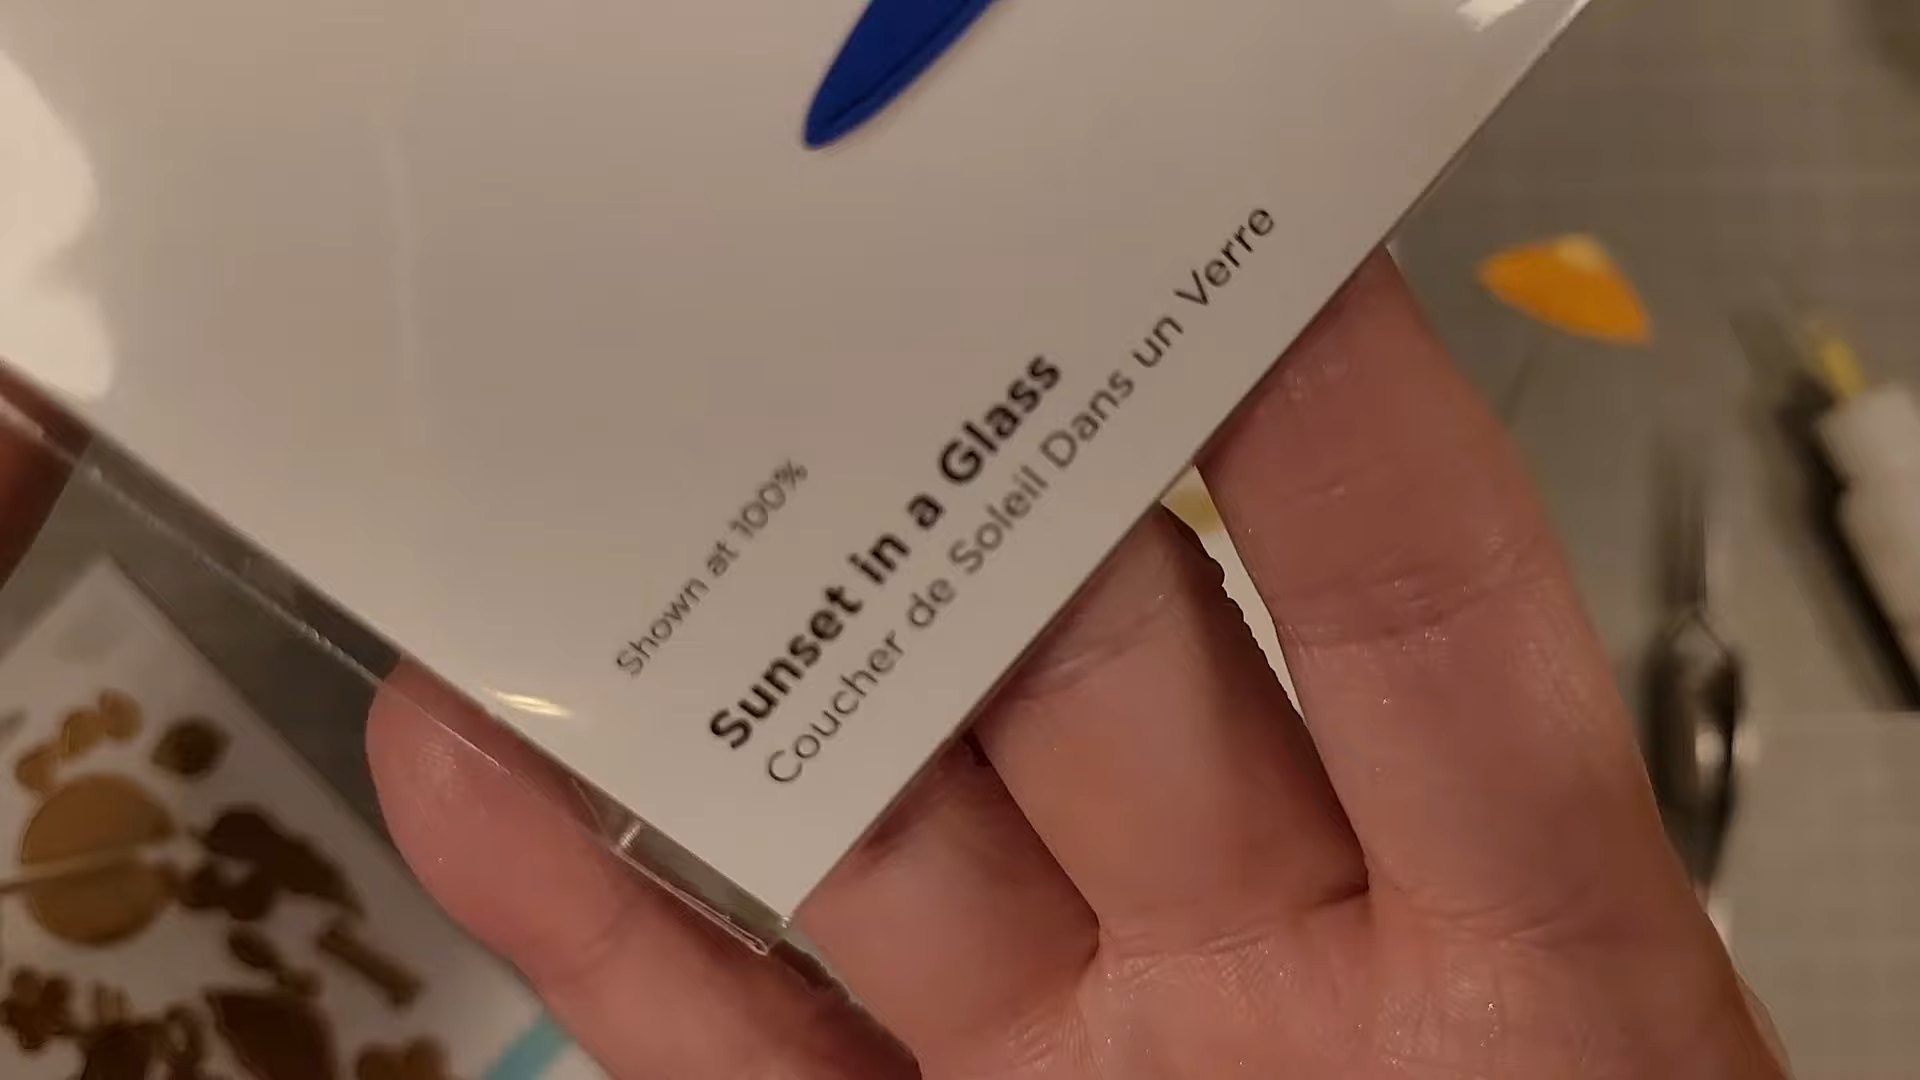 Shown at 100%
Sunset in a Glass
Coucher de Soleil Dans un Verre